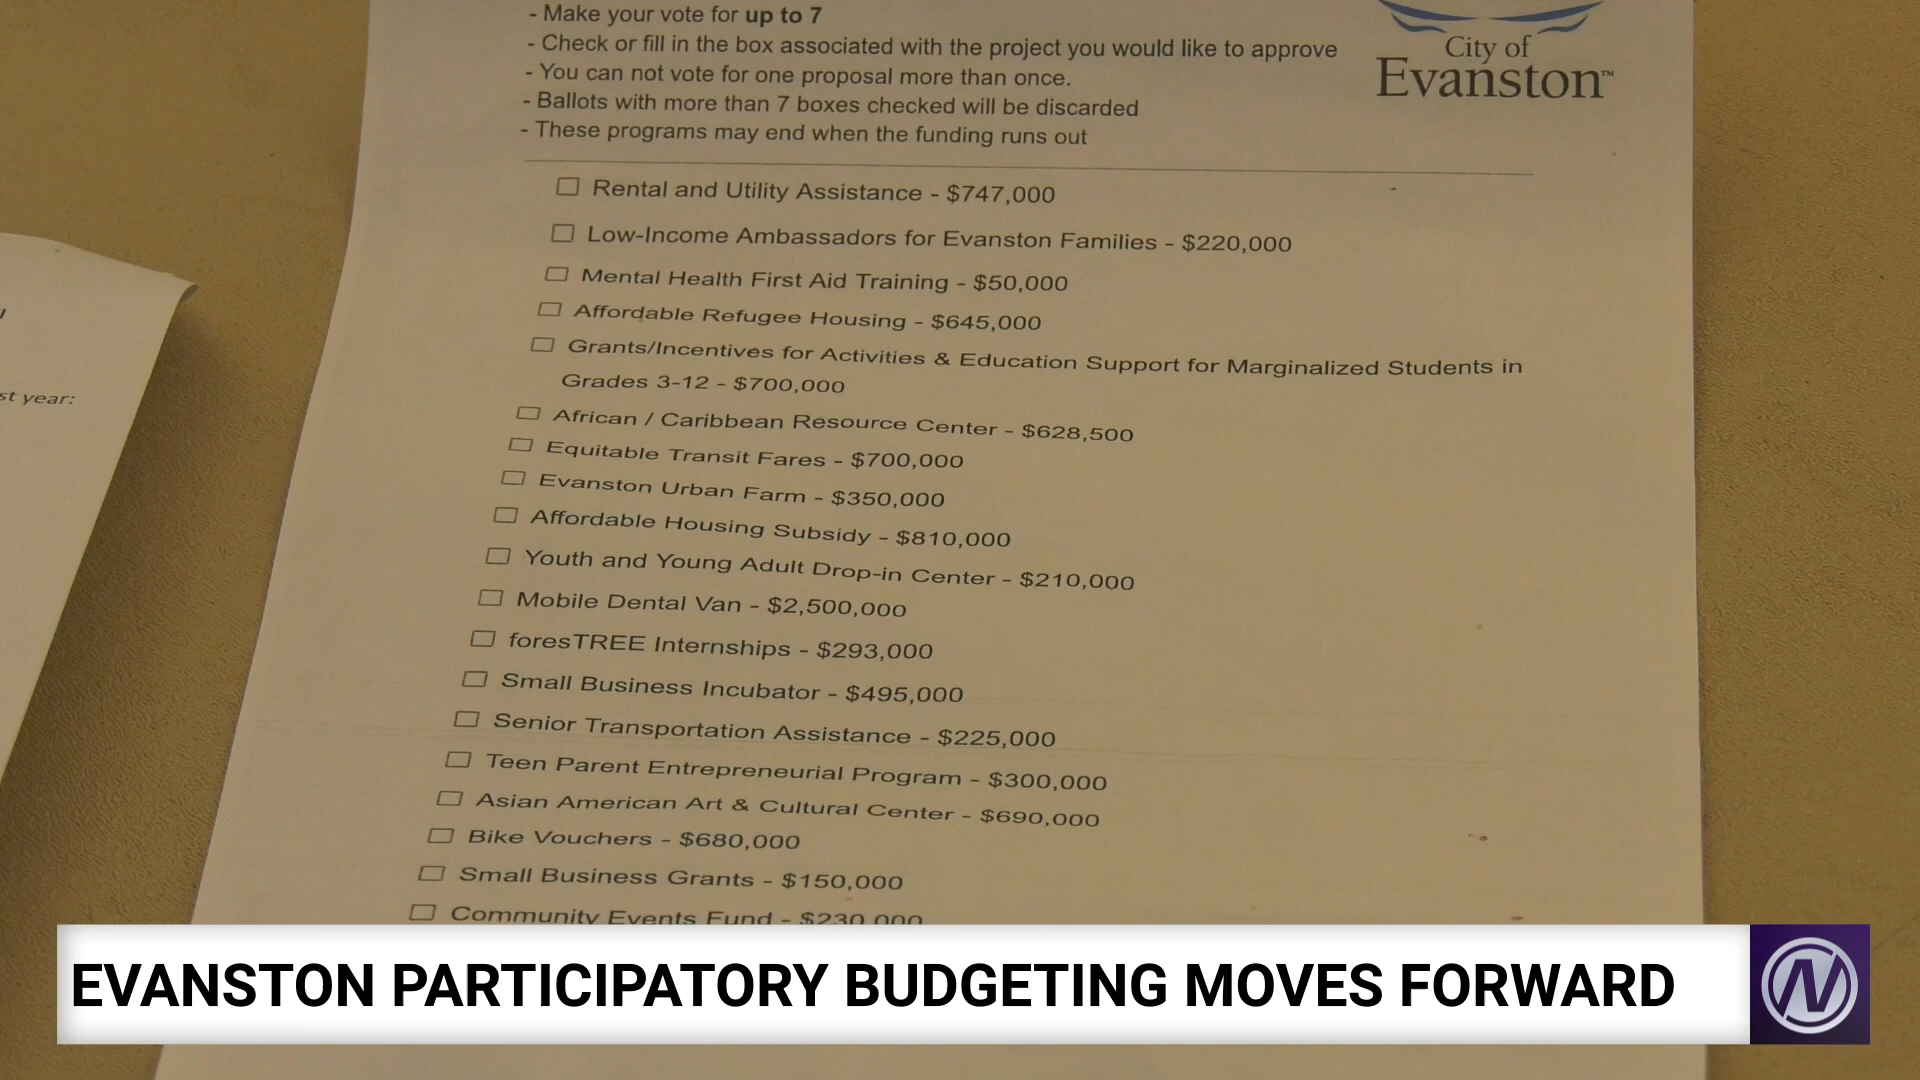 - Make your vote for up to 7
- Check or fill in the box associated with the project you would like to approve
- You can not vote for one proposal more than once.
- Ballots with more than 7 boxes checked will be discarded
- These programs may end when the funding runs out
City of
Evanston™
Rental and Utility Assistance - $747,000
Low-Income Ambassadors for Evanston Families - $220,000
Mental Health First Aid Training - $50,000
Affordable Refugee Housing - $645,000
Grants/Incentives for Activities & Education Support for Marginalized Students in
Grades 3-12 - $700,000
African / Caribbean Resource Center - $628,500
Equitable Transit Fares - $700,000
Evanston Urban Farm - $350,000
Affordable Housing Subsidy - $810,000
Youth and Young Adult Drop-in Center - $210,000
Mobile Dental Van - $2,500,000
foresTREE Internships - $293,000
Small Business Incubator - $495,000
Senior Transportation Assistance - $225,000
Teen Parent Entrepreneurial Program - $300,000
Asian American Art & Cultural Center - $690,000
Bike Vouchers - $680,000
Small Business Grants - $150,000
Community Events Fund - $230,000
st year:
EVANSTON PARTICIPATORY BUDGETING MOVES FORWARD
N